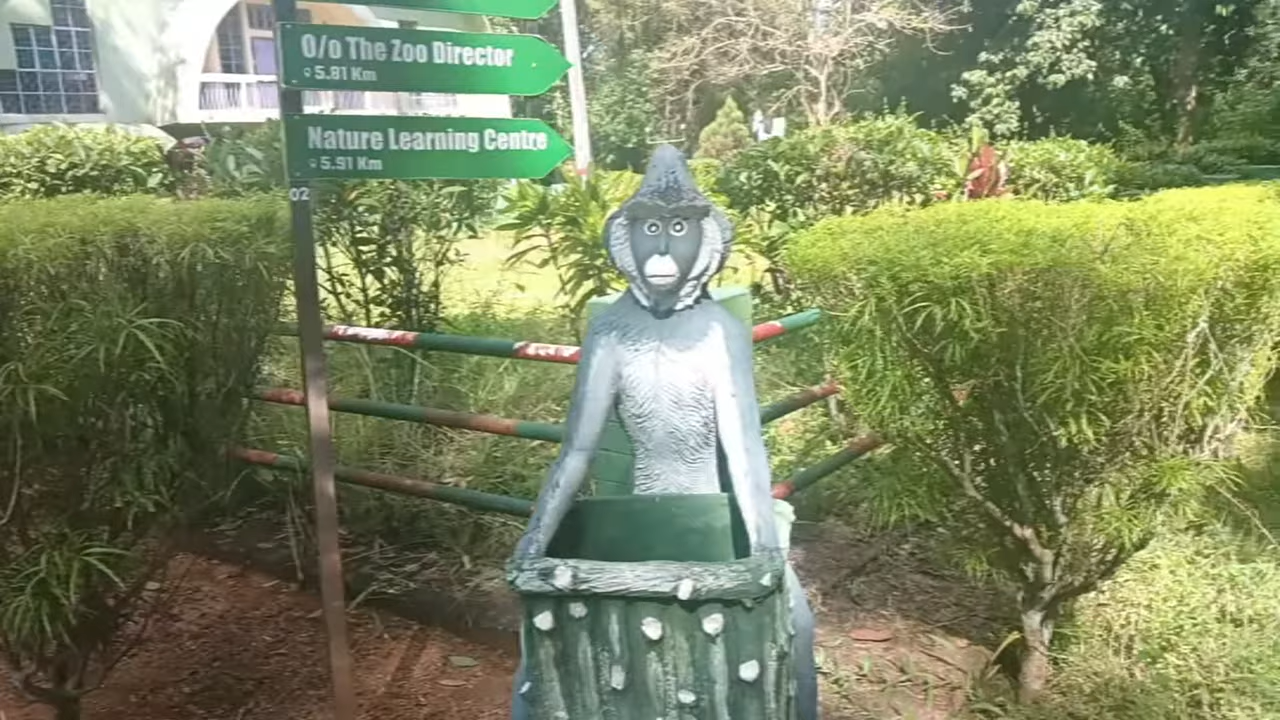 O/o The Zoo Director
5.81 Km
Nature Learning Centre
5.91 Km
02